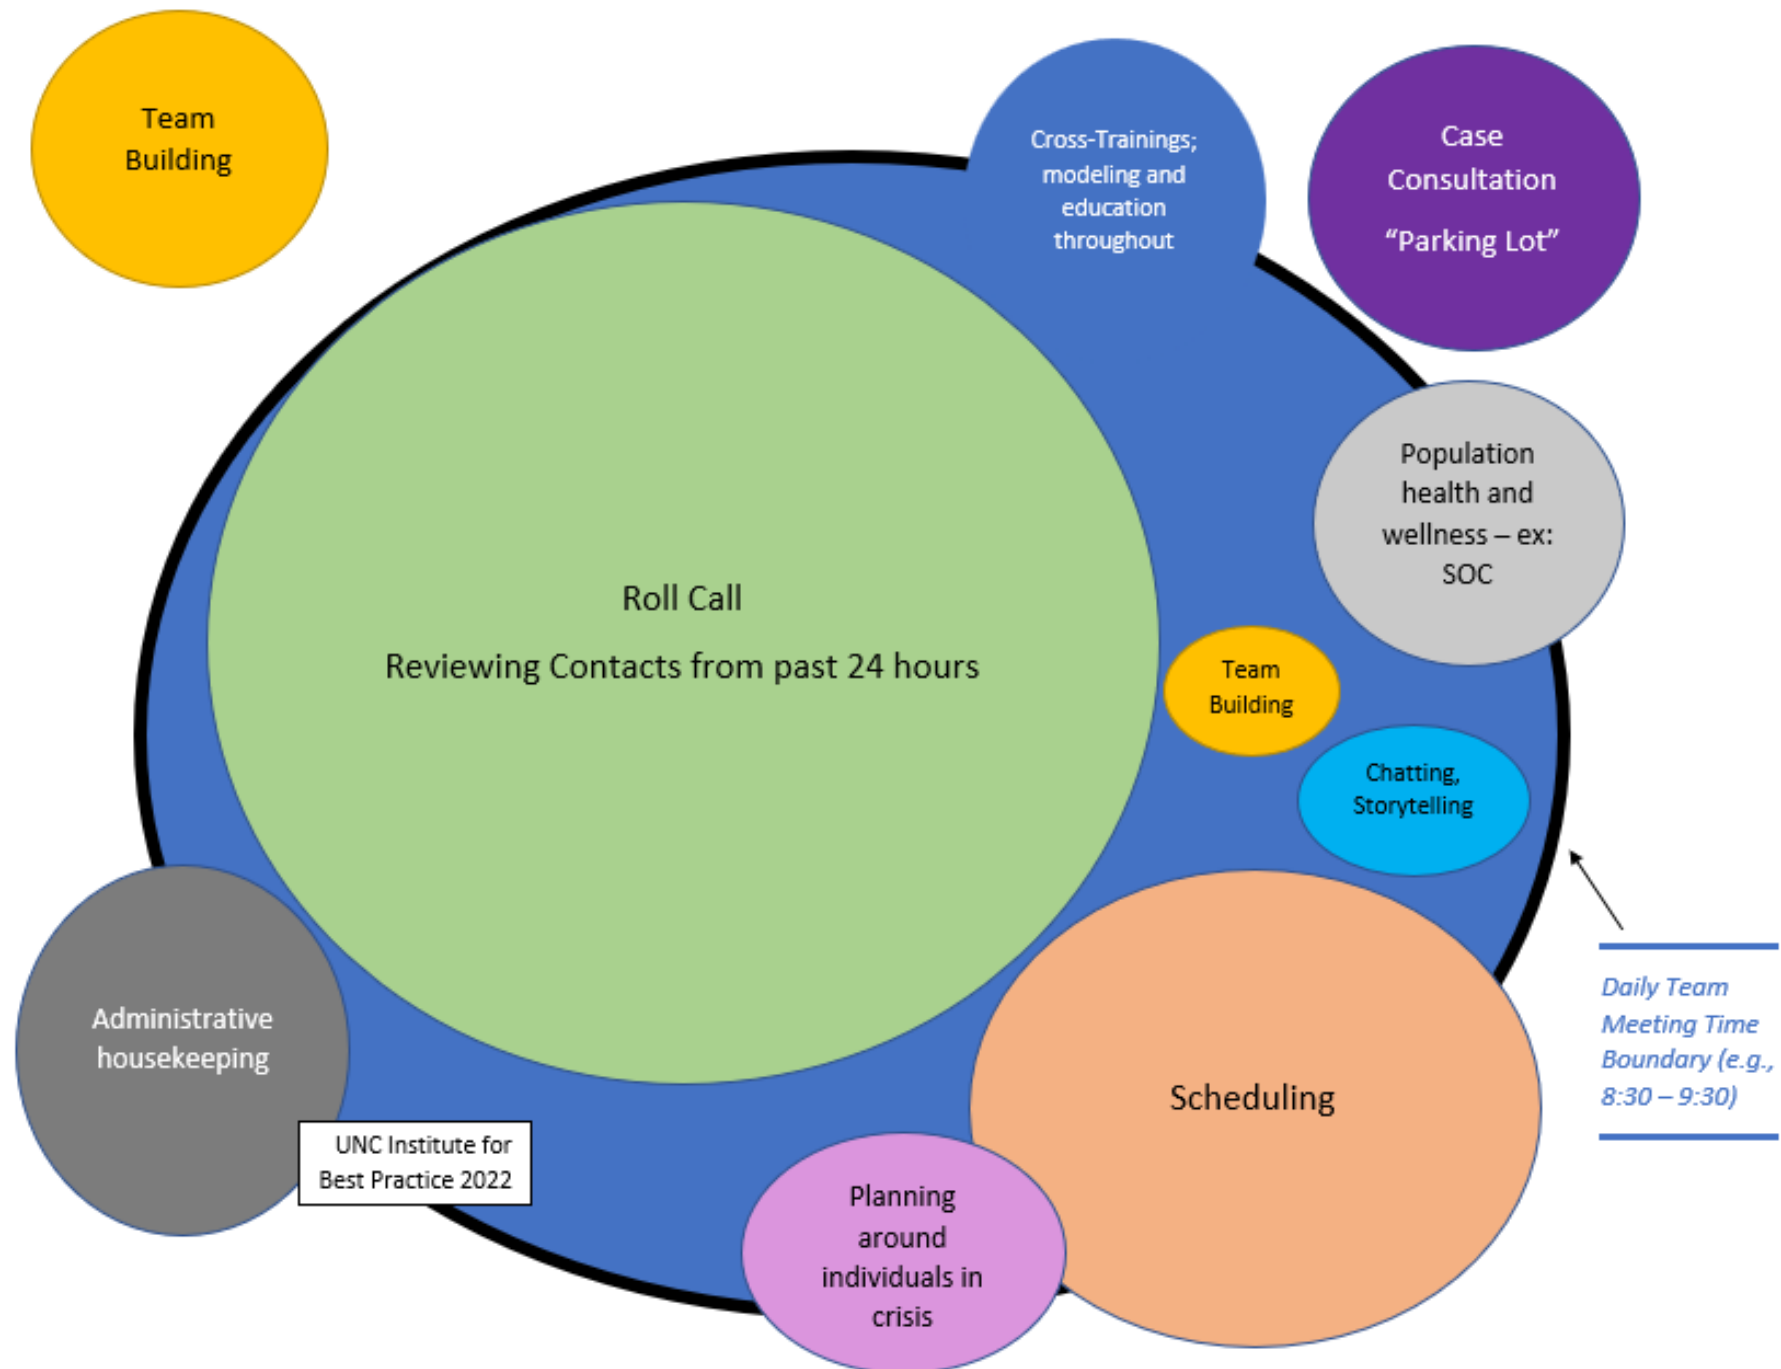 Team
Building
Cross-Trainings;
modeling and
education
throughout
Case
Consultation
“Parking Lot”
Population
health and
wellness – ex:
SOC
Roll Call
Reviewing Contacts from past 24 hours
Team
Building
Chatting,
Storytelling
Daily Team
Meeting Time
Boundary (e.g.,
8:30 – 9:30)
Administrative
housekeeping
Scheduling
UNC Institute for
Best Practice 2022
Planning
around
individuals in
crisis